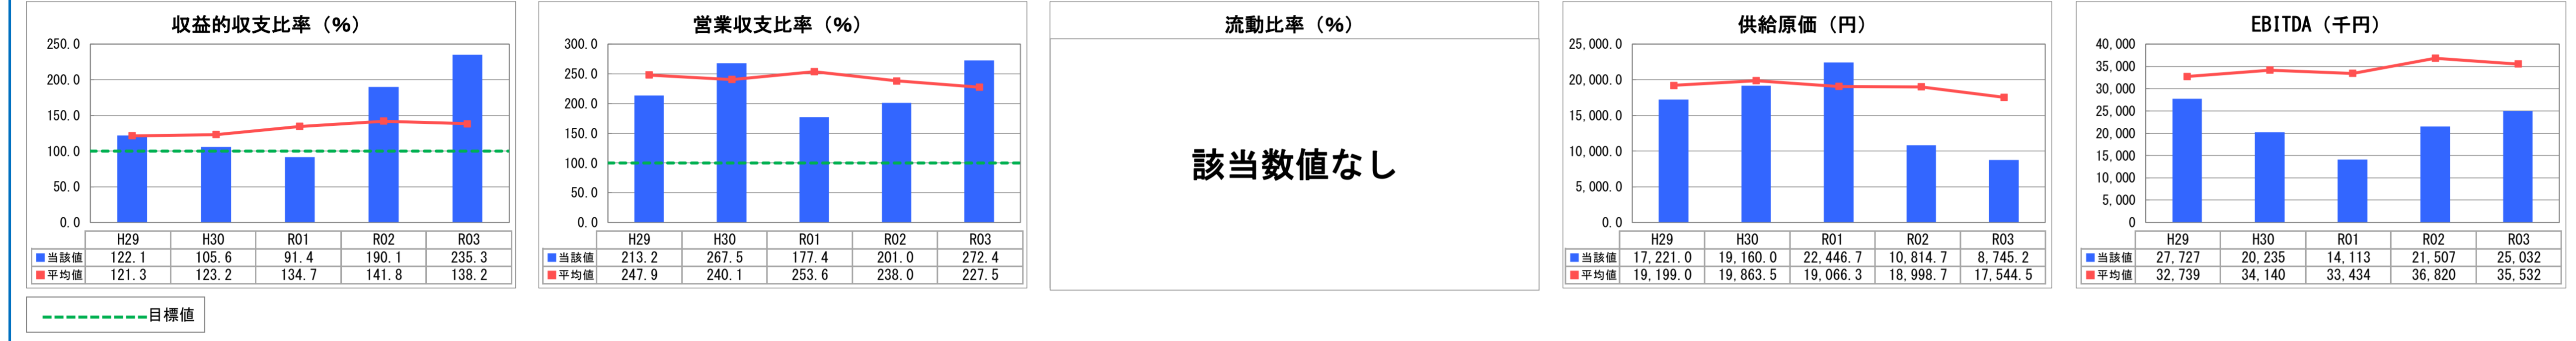 収益的収支比率（%）
250.0
200.0
150.0
100.0
50.0
0.0
H29 H30 R01 R02 R03
当該値 122.1 105.6 91.4 190.1 235.3
平均値 121.3 123.2 134.7 141.8 138.2
営業収支比率（%）
300.0
250.0
200.0
150.0
100.0
50.0
0.0
H29 H30 R01 R02 R03
当該値 213.2 267.5 177.4 201.0 272.4
平均値 247.9 240.1 253.6 238.0 227.5
流動比率（%）
該当数値なし
供給原価（円）
25,000.0
20,000.0
15,000.0
10,000.0
5,000.0
0.0
H29 H30 R01 R02 R03
当該値 17,221.0 19,160.0 22,446.7 10,814.7 8,745.2
平均値 19,199.0 19,863.5 19,066.3 18,998.7 17,544.5
EBITDA（千円）
40,000
35,000
30,000
25,000
20,000
15,000
10,000
5,000
0
H29 H30 R01 R02 R03
当該値 27,727 20,235 14,113 21,507 25,032
平均値 32,739 34,140 33,434 36,820 35,532
目標値